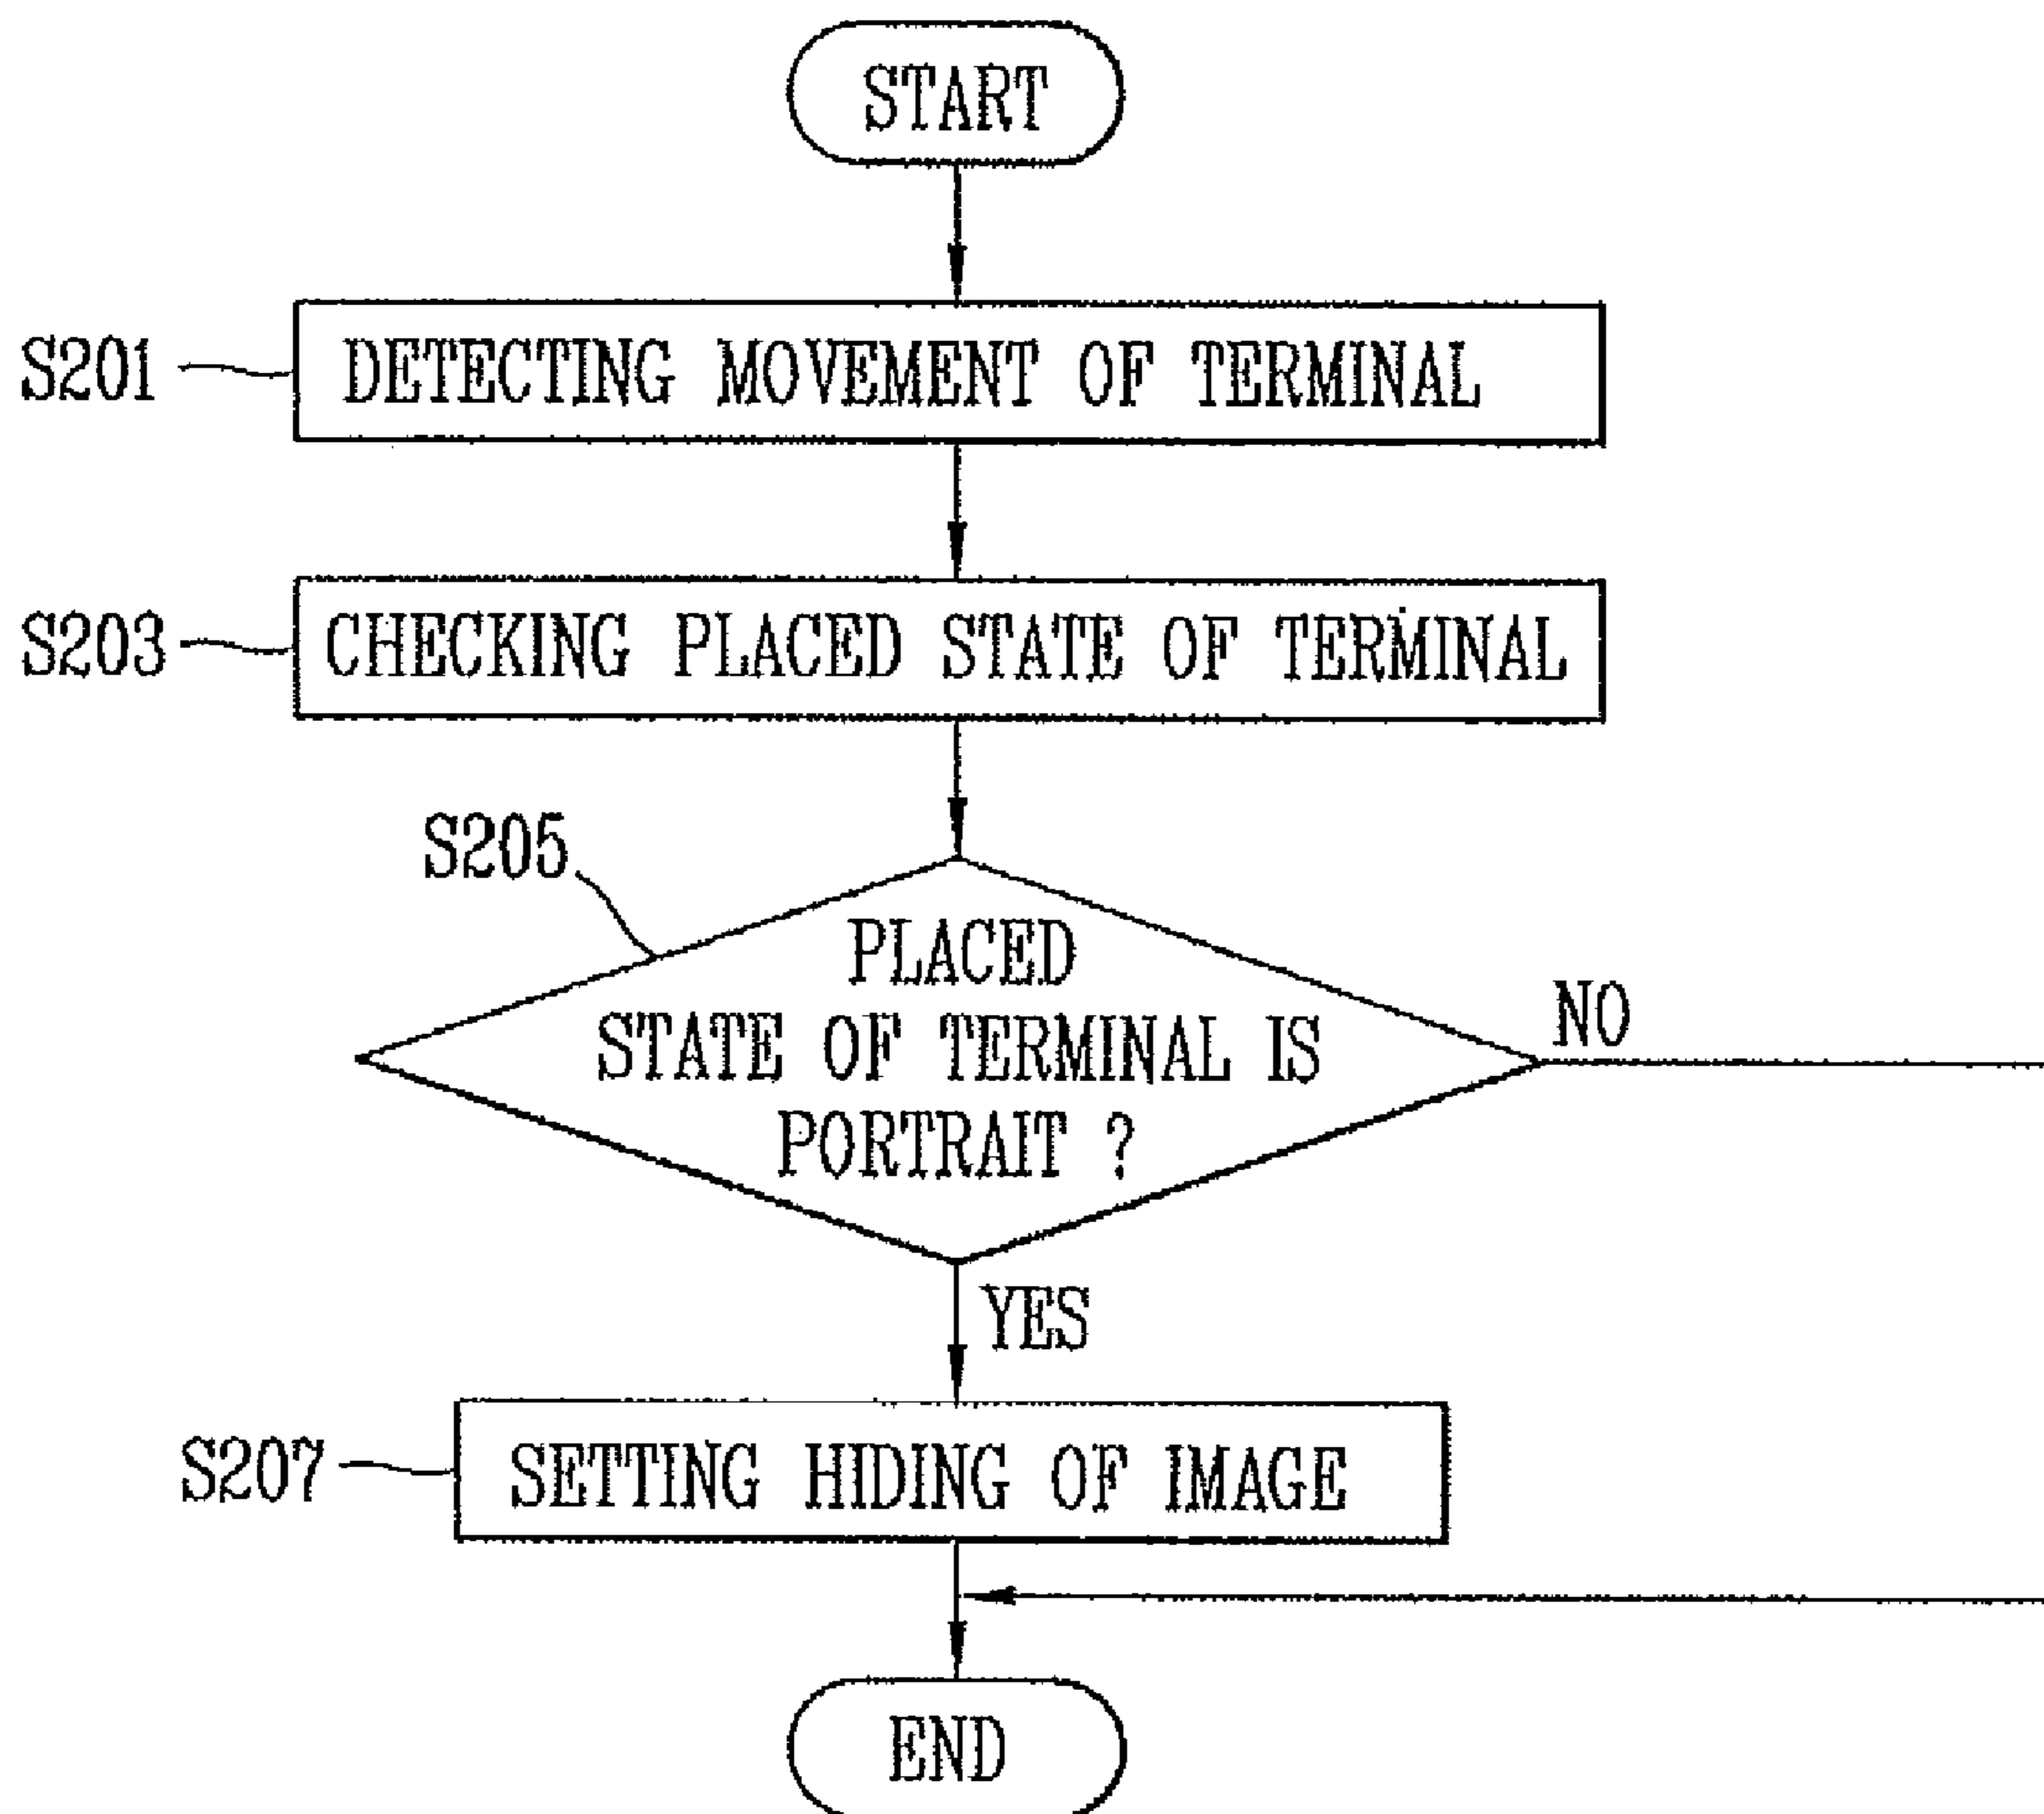 START
S201
DETECTING MOVEMENT OF TERMINAL
S203
CHECKING PLACED STATE OF TERMINAL
S205
PLACED
STATE OF TERMINAL IS
PORTRAIT ?
NO
YES
S207
SETTING HIDING OF IMAGE
END